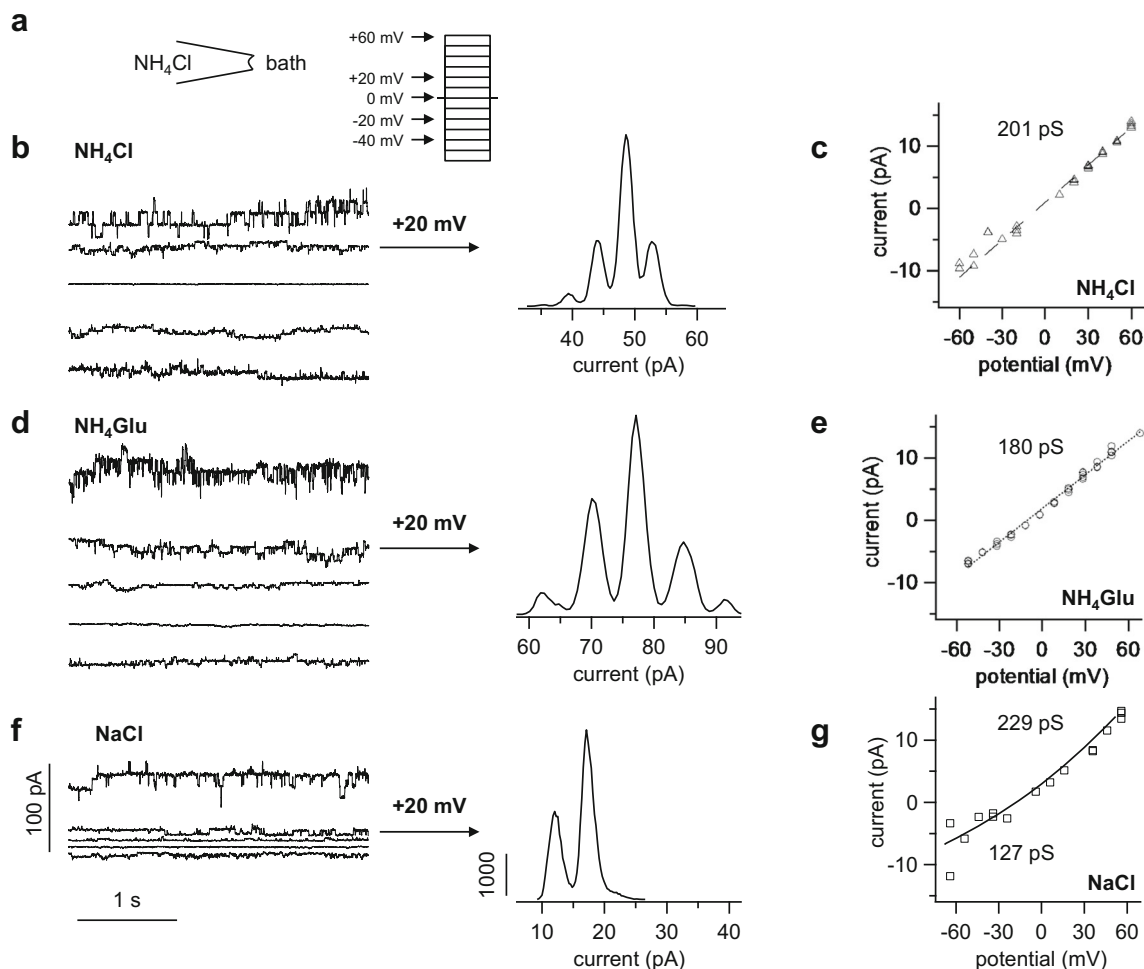 a
NH₄Cl bath
+60 mV
+20 mV
0 mV
-20 mV
-40 mV
b
NH₄Cl
+20 mV
40 50 60
current (pA)
c
201 pS
10
0
-10
current (pA)
NH₄Cl
-60 -30 0 30 60
potential (mV)
d
NH₄Glu
+20 mV
60 70 80 90
current (pA)
e
180 pS
10
0
-10
current (pA)
NH₄Glu
-60 -30 0 30 60
potential (mV)
f
NaCl
100 pA
1 s
+20 mV
1000
10 20 30 40
current (pA)
g
229 pS
10
0
-10
current (pA)
127 pS
NaCl
-60 -30 0 30 60
potential (mV)